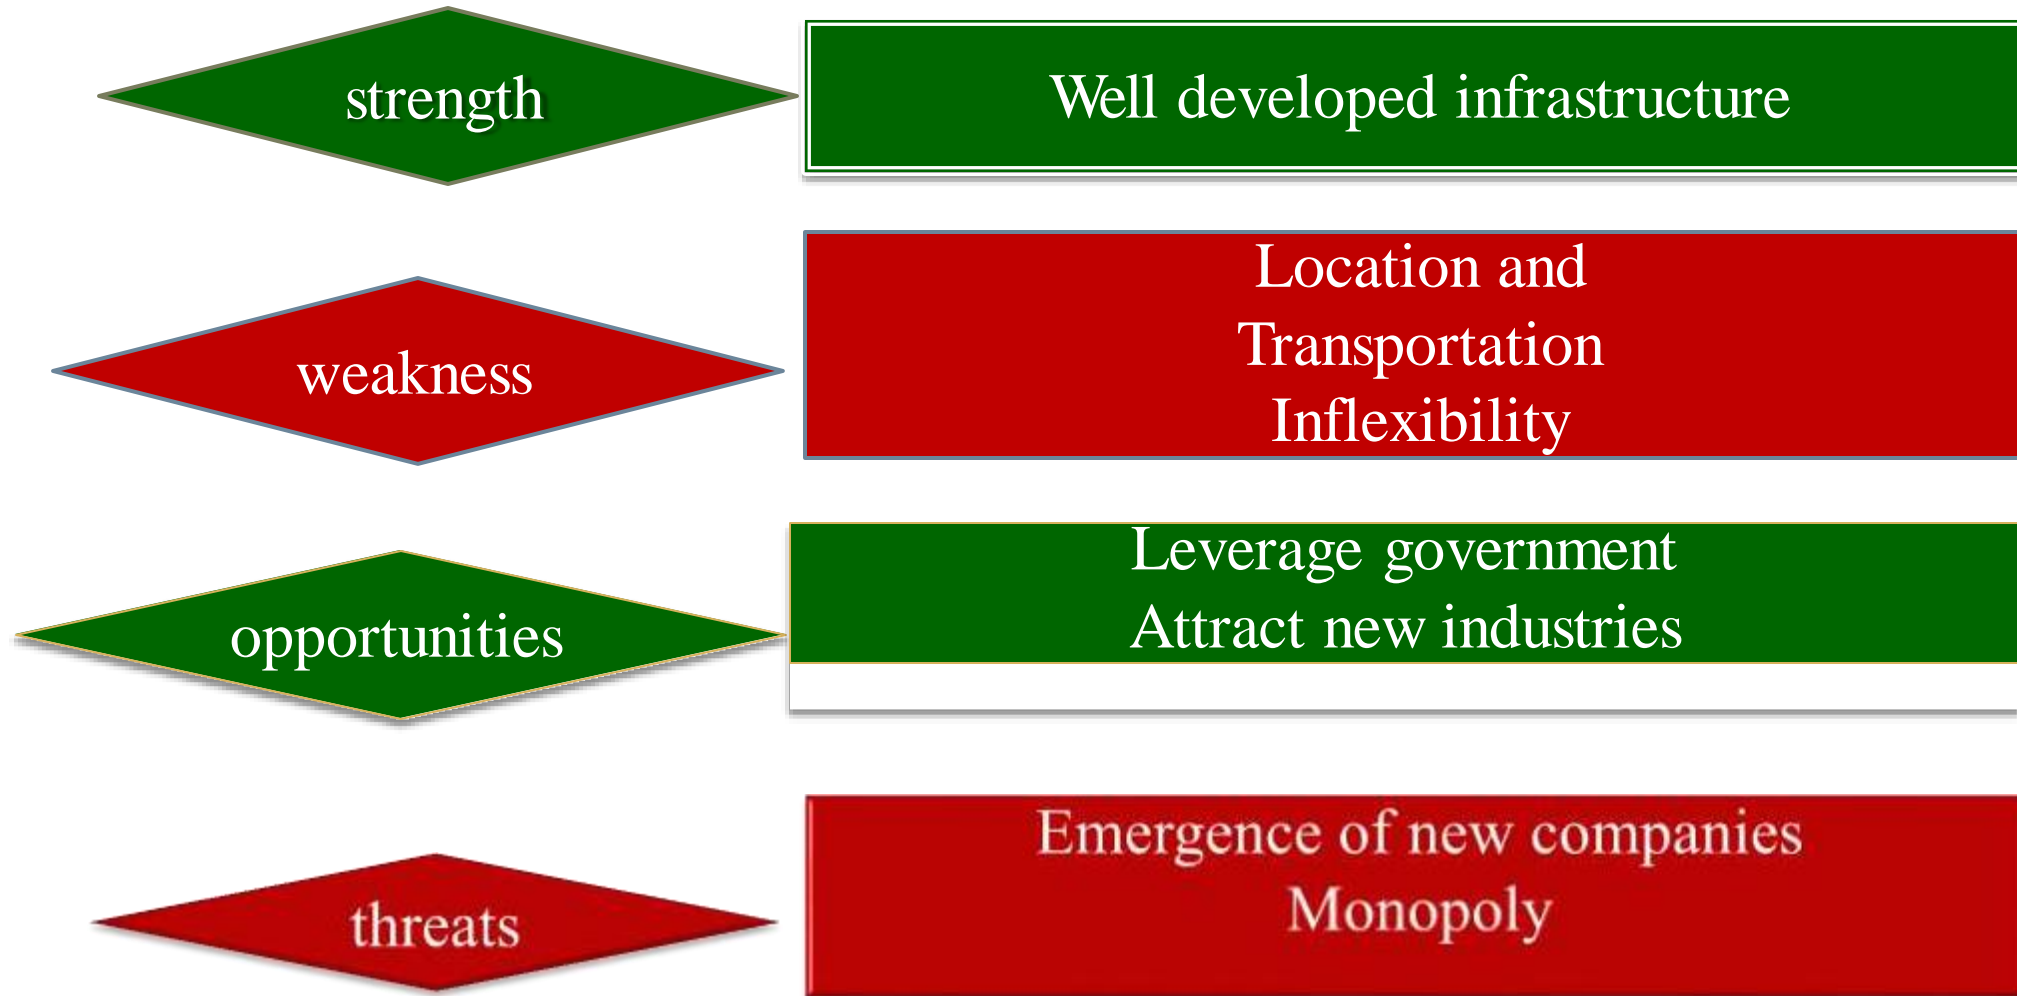 strength
Well developed infrastructure
weakness
Location and
Transportation
Inflexibility
opportunities
Leverage government
Attract new industries
threats
Emergence of new companies
Monopoly